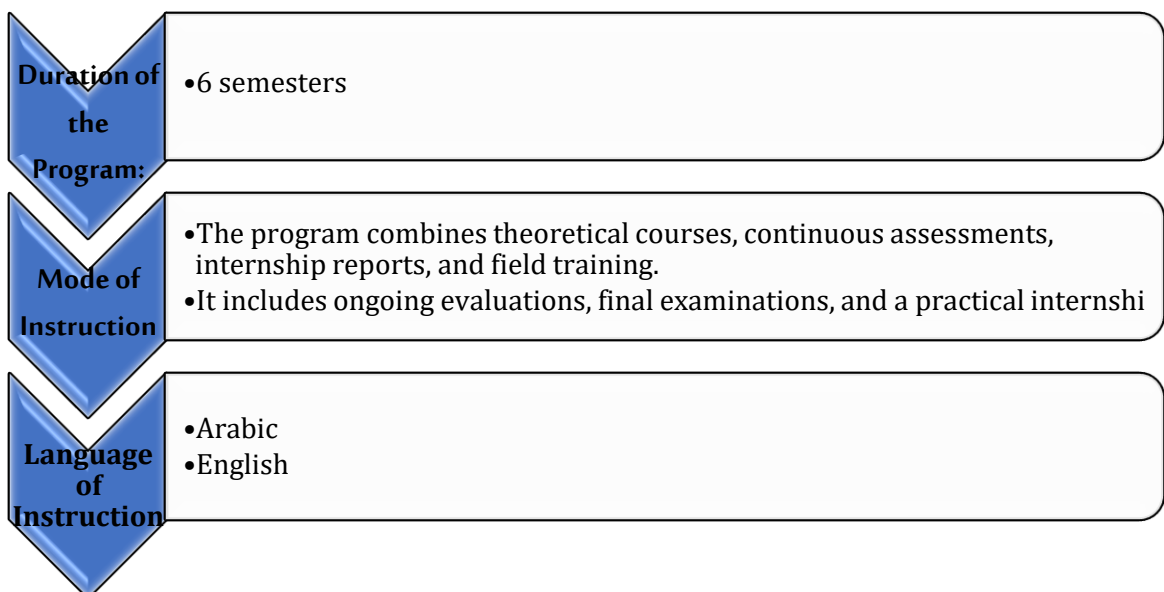 Duration of
the
Program:
•6 semesters
Mode of
Instruction
•The program combines theoretical courses, continuous assessments,
internship reports, and field training.
•It includes ongoing evaluations, final examinations, and a practical internshi
Language
of
Instruction
•Arabic
•English